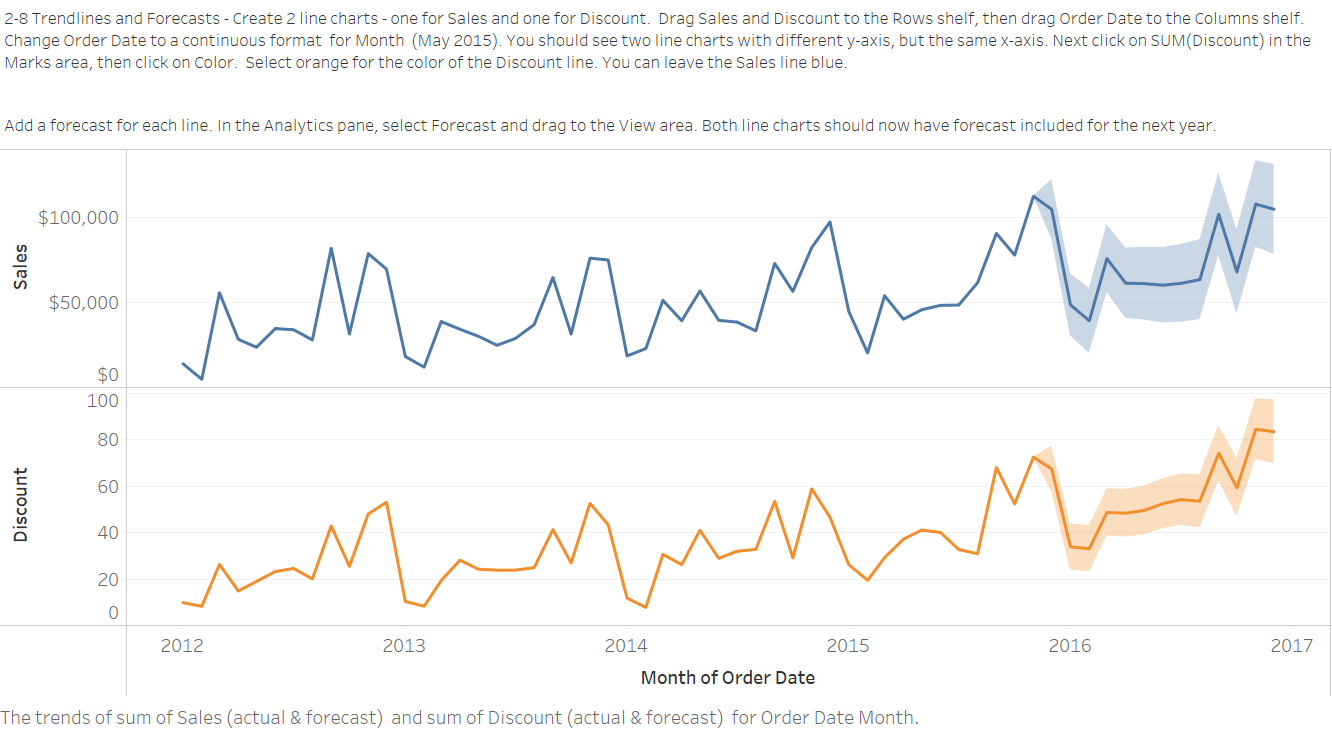 2-8 Trendlines and Forecasts - Create 2 line charts - one for Sales and one for Discount.  Drag Sales and Discount to the Rows shelf, then drag Order Date to the Columns shelf.
Change Order Date to a continuous format  for Month  (May 2015). You should see two line charts with different y-axis, but the same x-axis. Next click on SUM(Discount) in the
Marks area, then click on Color.  Select orange for the color of the Discount line. You can leave the Sales line blue.
Add a forecast for each line. In the Analytics pane, select Forecast and drag to the View area. Both line charts should now have forecast included for the next year.
Sales
$100,000
$50,000
$0
Discount
100
80
60
40
20
0
2012 2013 2014 2015 2016 2017
Month of Order Date
The trends of sum of Sales (actual & forecast)  and sum of Discount (actual & forecast)  for Order Date Month.